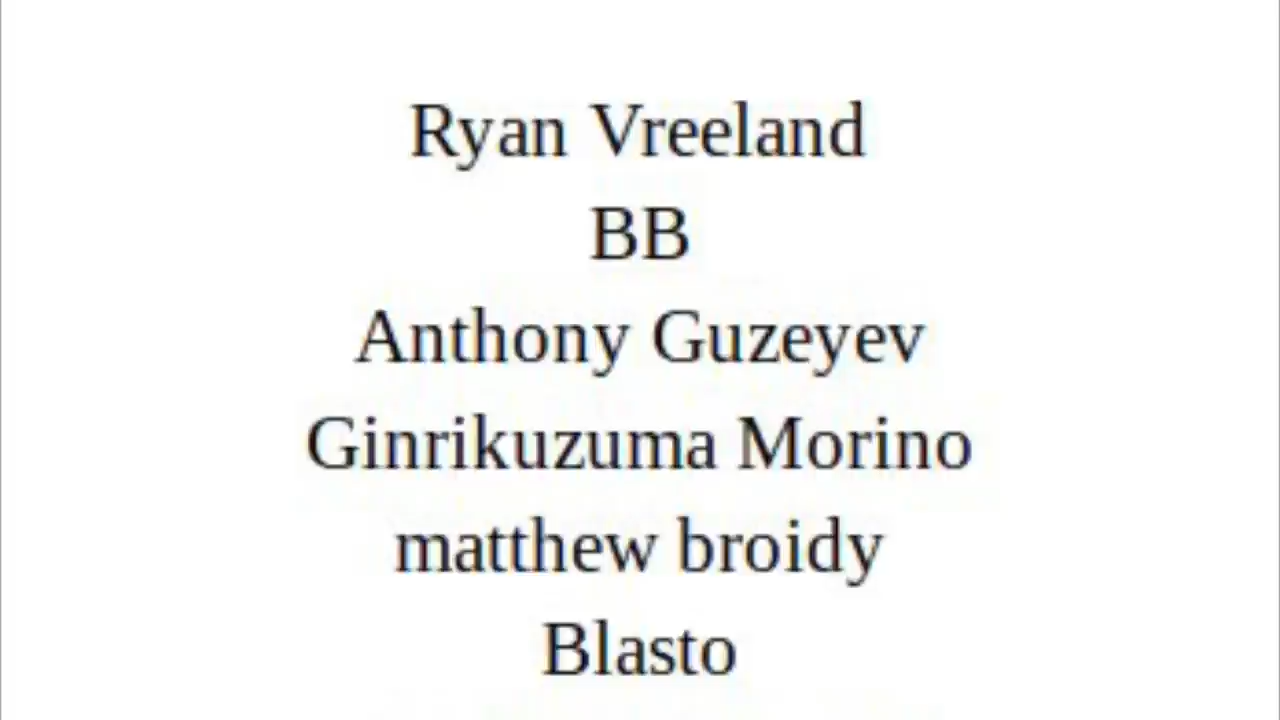 Ryan Vreeland
BB
Anthony Guzeyev
Ginrikuzuma Morino
matthew broidy
Blasto